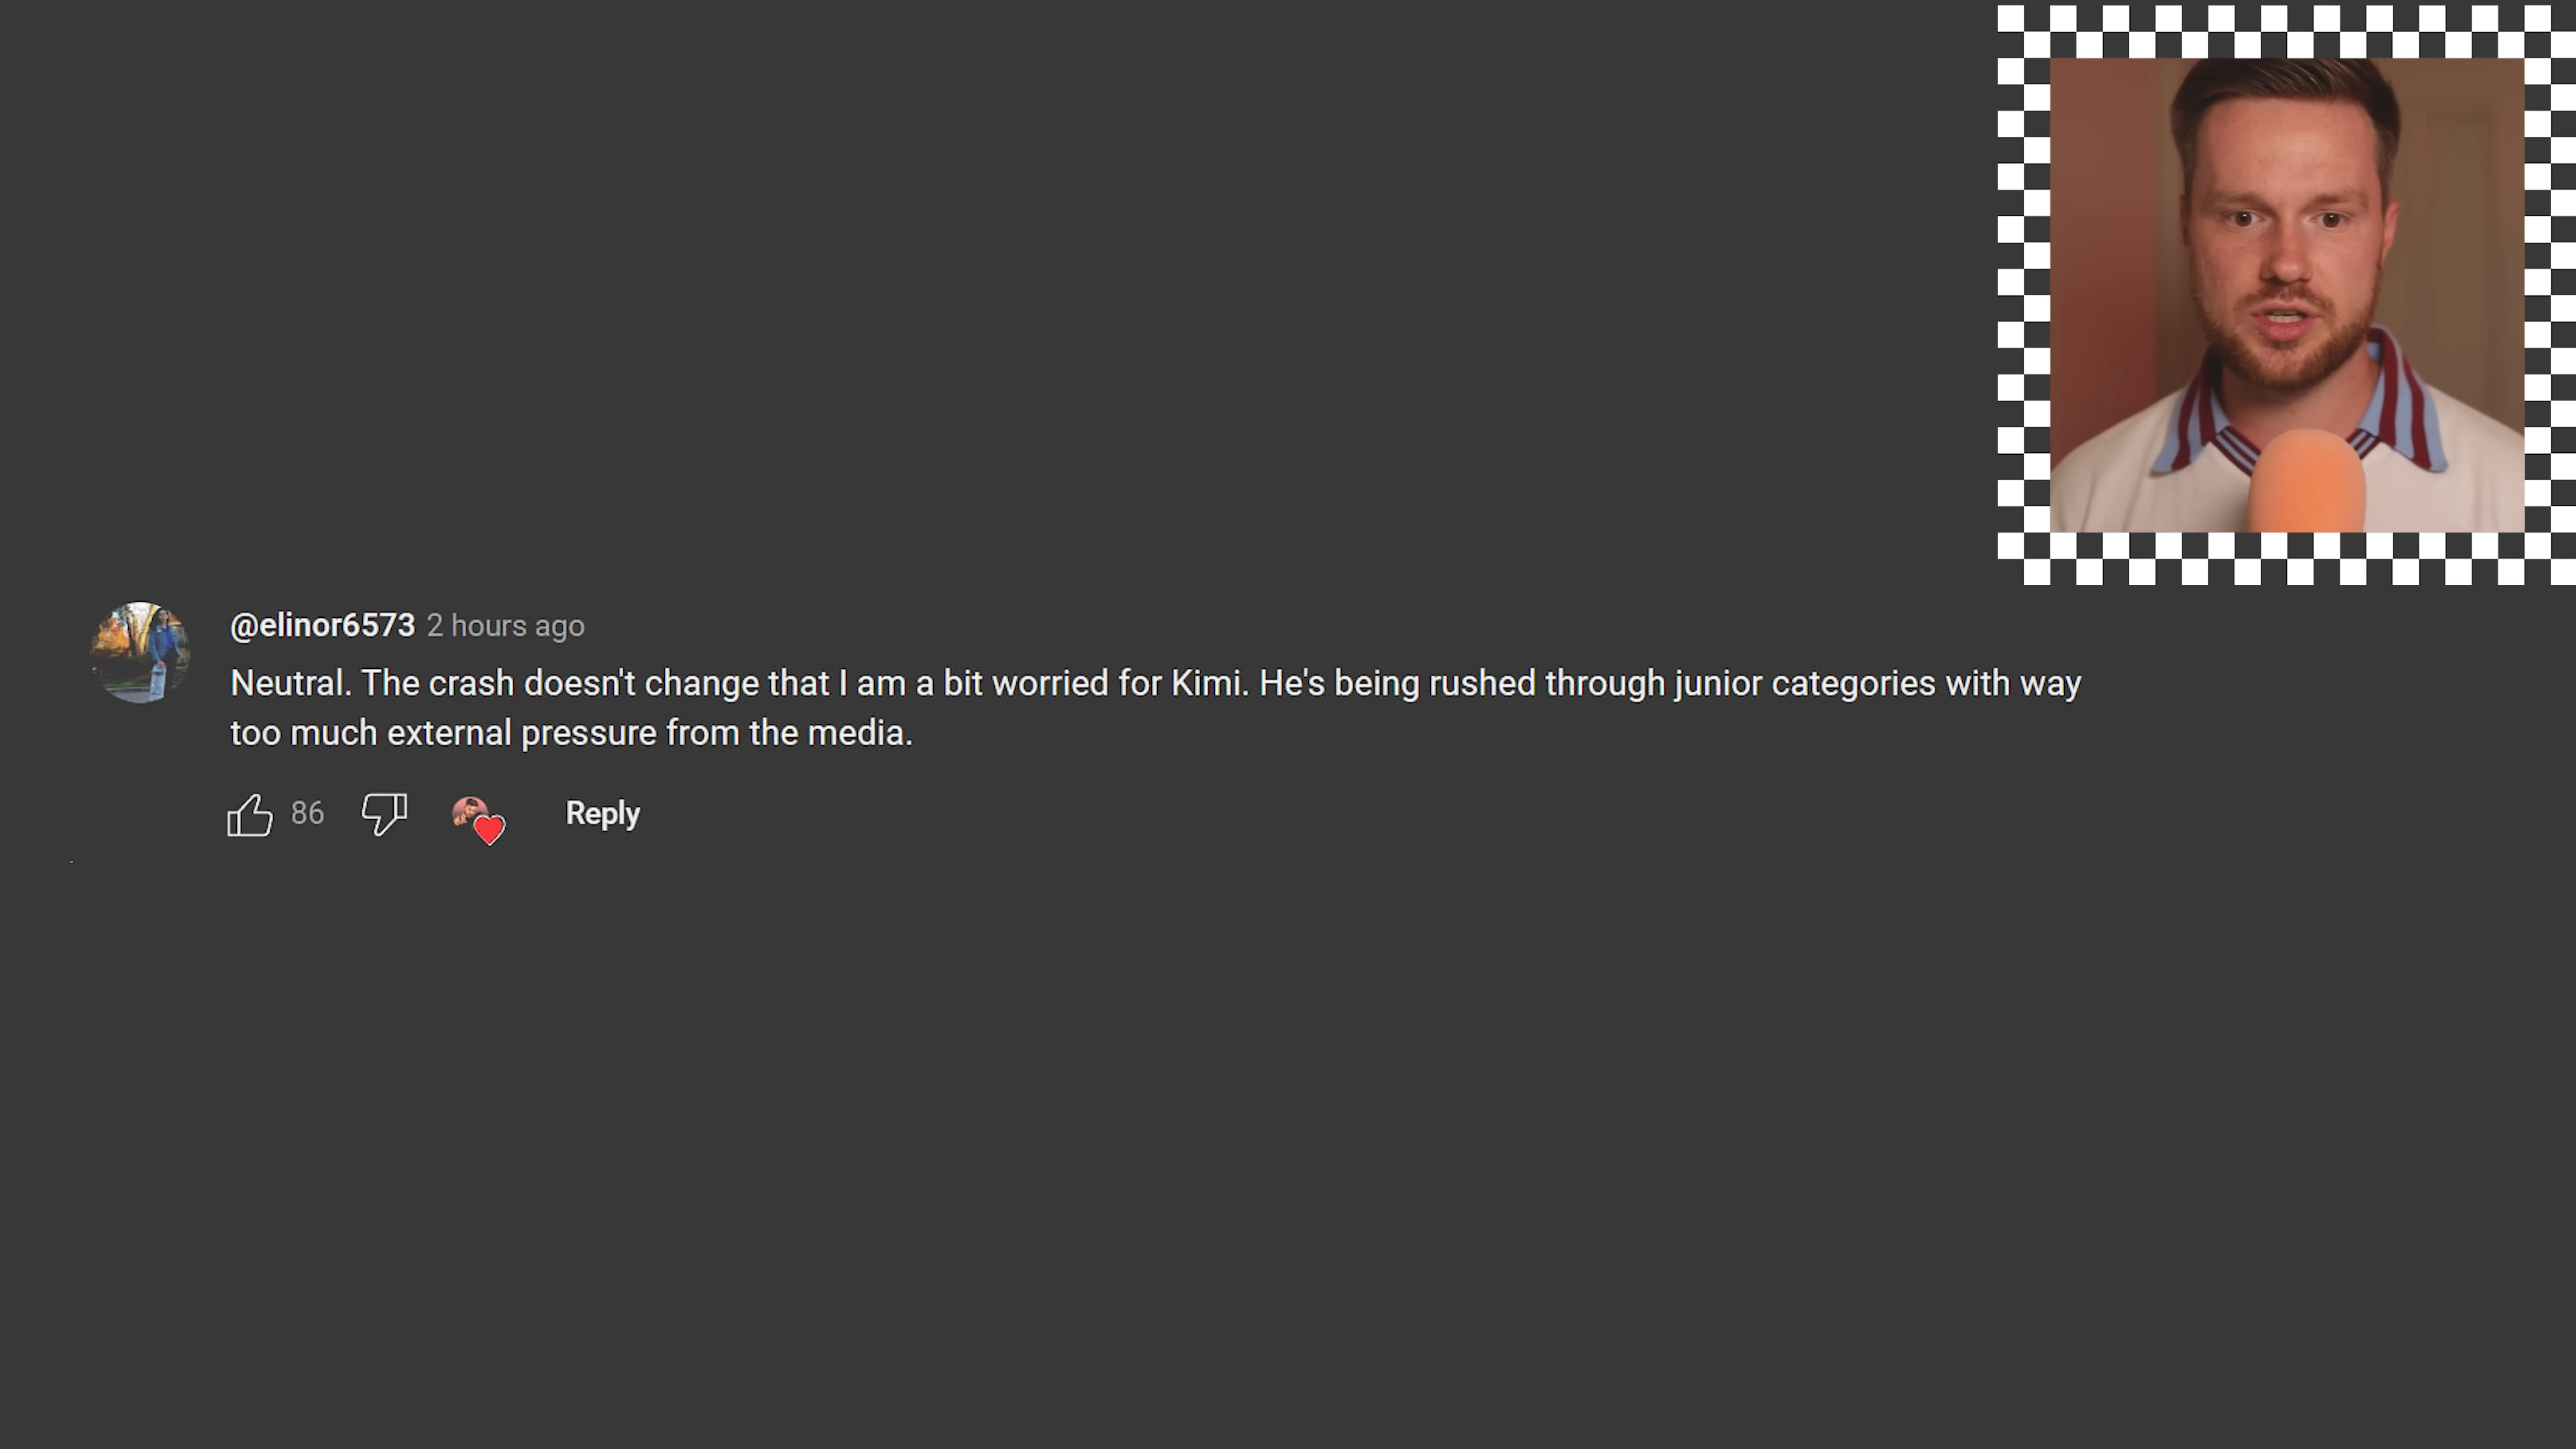 @elinor6573 2 hours ago
Neutral. The crash doesn't change that I am a bit worried for Kimi. He's being rushed through junior categories with way
too much external pressure from the media.
86 Reply